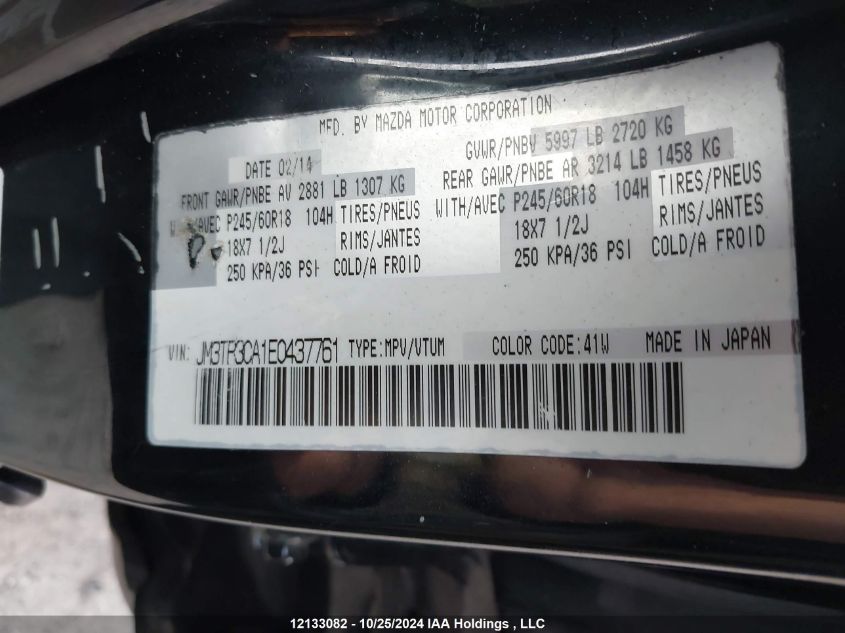 MFD. BY MAZDA MOTOR CORPORATION
DATE 02/14 GVWR/PNBV 5997 LB 2720 KG
FRONT GAWR/PNBE AV 2881 LB 1307 KG REAR GAWR/PNBE AR 3214 LB 1458 KG
WITH/AVEC P245/60R18 104H TIRES/PNEUS WITH/AVEC P245/60R18 104H TIRES/PNEUS
18X7 1/2J RIMS/JANTES 18X7 1/2J RIMS/JANTES
250 KPA/36 PSI COLD/A FROID 250 KPA/36 PSI COLD/A FROID
VIN: JM3TB3CA1E0437761 TYPE:MPV/VTUM COLOR CODE:41W MADE IN JAPAN
12133082 - 10/25/2024 IAA Holdings , LLC